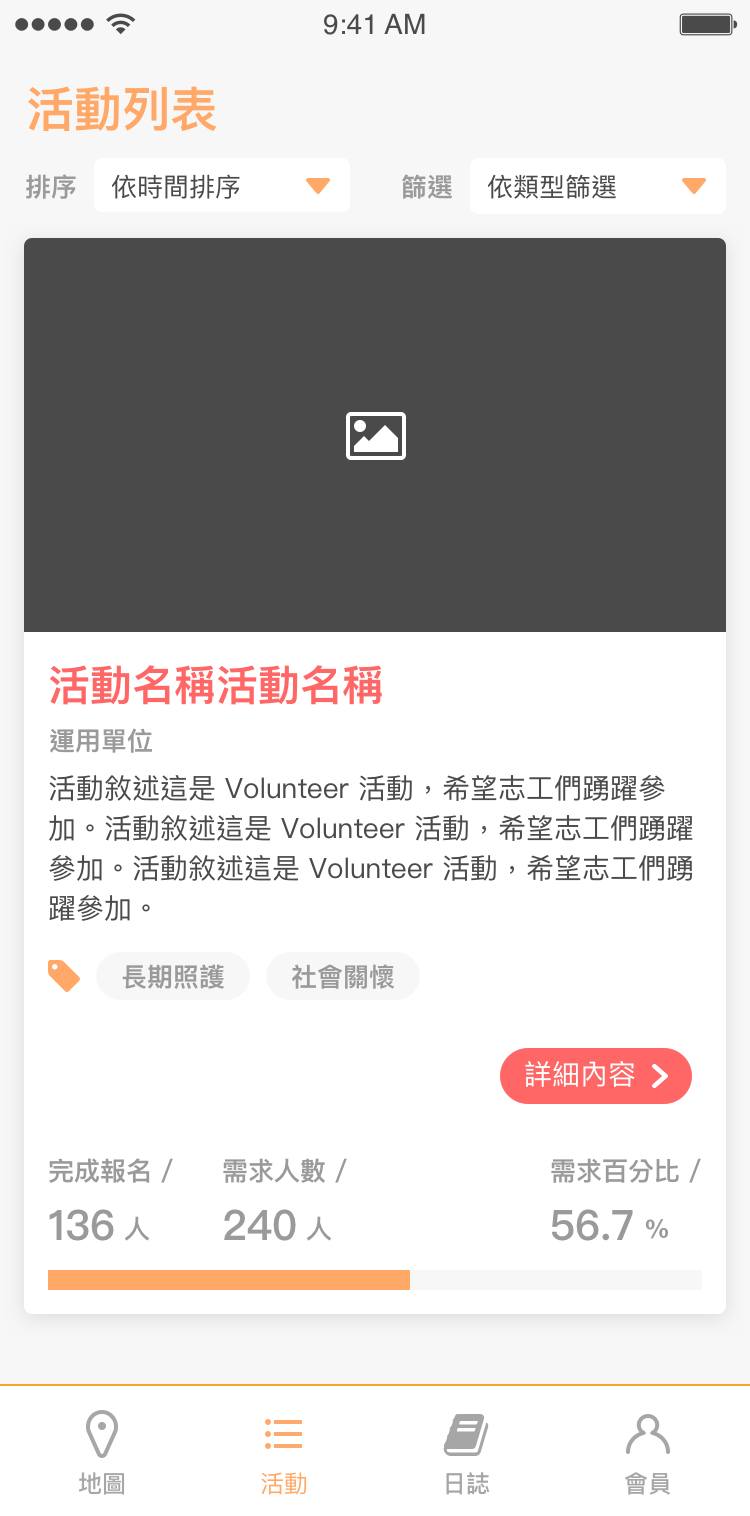 9:41 AM
活動列表
排序 依時間排序 篩選 依類型篩選
活動名稱活動名稱
運用單位
活動敘述這是 Volunteer 活動，希望志工們踴躍參
加。活動敘述這是 Volunteer 活動，希望志工們踴躍
參加。活動敘述這是 Volunteer 活動，希望志工們踴
躍參加。
長期照護 社會關懷
詳細內容
完成報名 / 需求人數 / 需求百分比 /
136 人 240 人 56.7 %
地圖 活動 日誌 會員